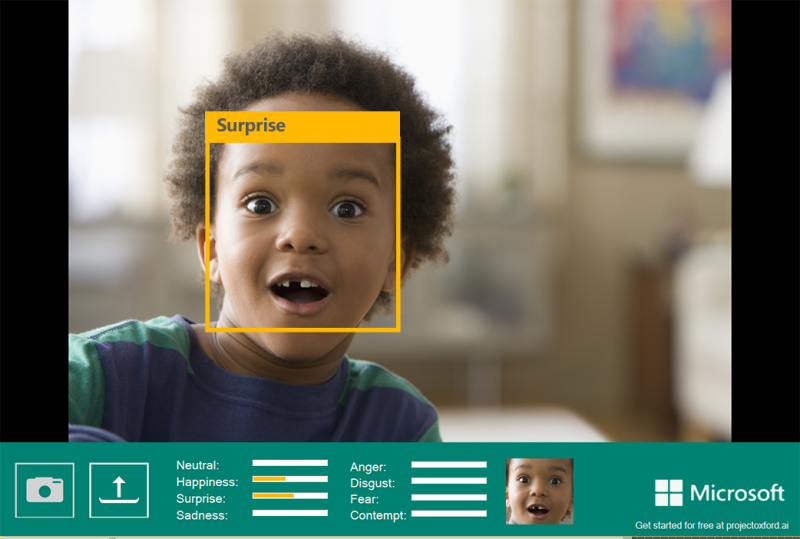 Surprise
Neutral:
Happiness:
Surprise:
Sadness:
Anger:
Disgust:
Fear:
Contempt:
Microsoft
Get started for free at projectoxford.ai